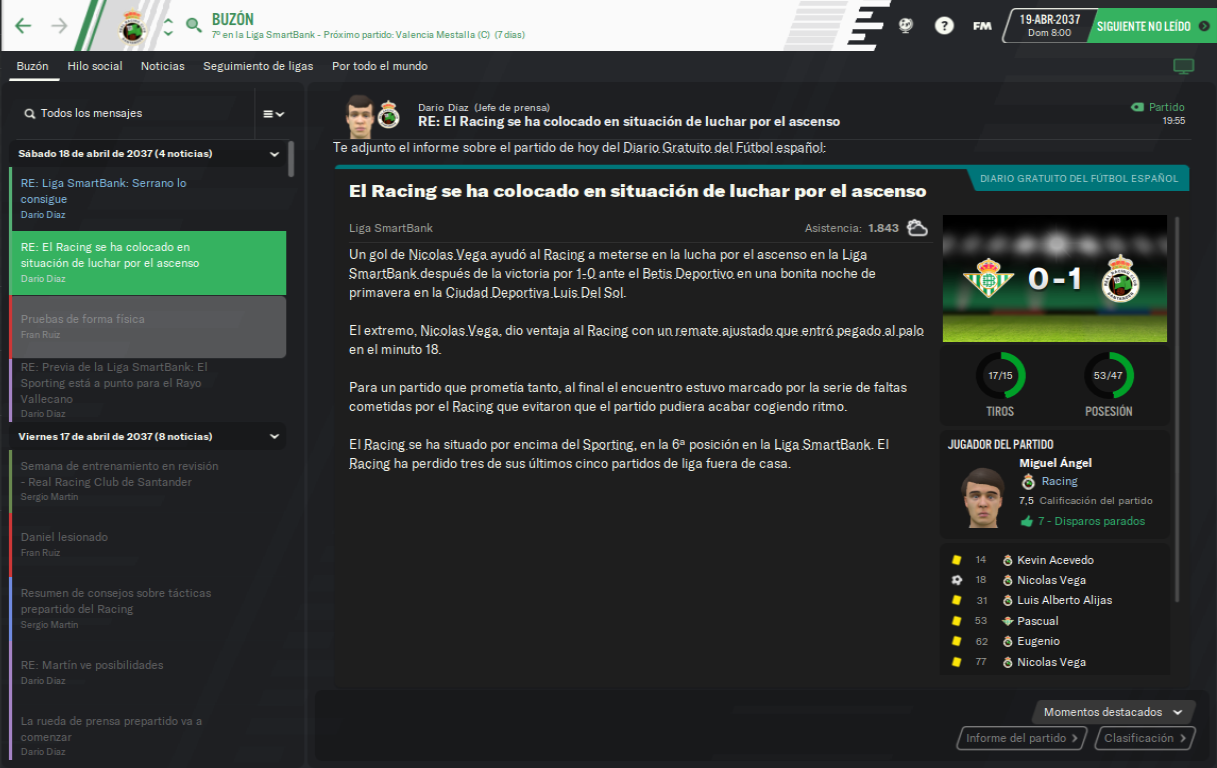 BUZÓN
7º en la Liga SmartBank - Próximo partido: Valencia Mestalla (C) (7 días)
?
FM
19-ABR-2037
Dom 8:00
SIGUIENTE NO LEÍDO
Buzón
Hilo social
Noticias
Seguimiento de ligas
Por todo el mundo
Todos los mensajes
Sábado 18 de abril de 2037 (4 noticias)
RE: Liga SmartBank: Serrano lo
consigue
Darío Díaz
RE: El Racing se ha colocado en
situación de luchar por el ascenso
Darío Díaz
Pruebas de forma física
Fran Ruiz
RE: Previa de la Liga SmartBank: El
Sporting está a punto para el Rayo
Vallecano
Darío Díaz
Viernes 17 de abril de 2037 (8 noticias)
Semana de entrenamiento en revisión
- Real Racing Club de Santander
Sergio Martín
Daniel lesionado
Fran Ruiz
Resumen de consejos sobre tácticas
prepartido del Racing
Sergio Martín
RE: Martín ve posibilidades
Darío Díaz
La rueda de prensa prepartido va a
comenzar
Darío Díaz
Darío Díaz (Jefe de prensa)
RE: El Racing se ha colocado en situación de luchar por el ascenso
Partido
19:55
Te adjunto el informe sobre el partido de hoy del Diario Gratuito del Fútbol español:
DIARIO GRATUITO DEL FÚTBOL ESPAÑOL
El Racing se ha colocado en situación de luchar por el ascenso
Liga SmartBank
Asistencia: 1.843
Un gol de Nicolas Vega ayudó al Racing a meterse en la lucha por el ascenso en la Liga
SmartBank después de la victoria por 1-0 ante el Betis Deportivo en una bonita noche de
primavera en la Ciudad Deportiva Luis Del Sol.
El extremo, Nicolas Vega, dio ventaja al Racing con un remate ajustado que entró pegado al palo
en el minuto 18.
Para un partido que prometía tanto, al final el encuentro estuvo marcado por la serie de faltas
cometidas por el Racing que evitaron que el partido pudiera acabar cogiendo ritmo.
El Racing se ha situado por encima del Sporting, en la 6ª posición en la Liga SmartBank. El
Racing ha perdido tres de sus últimos cinco partidos de liga fuera de casa.
0-1
17/15
TIROS
53/47
POSESIÓN
JUGADOR DEL PARTIDO
Miguel Ángel
Racing
7,5 Calificación del partido
7 - Disparos parados
14 Kevin Acevedo
18 Nicolas Vega
31 Luis Alberto Alijas
53 Pascual
62 Eugenio
77 Nicolas Vega
Momentos destacados
Informe del partido
Clasificación